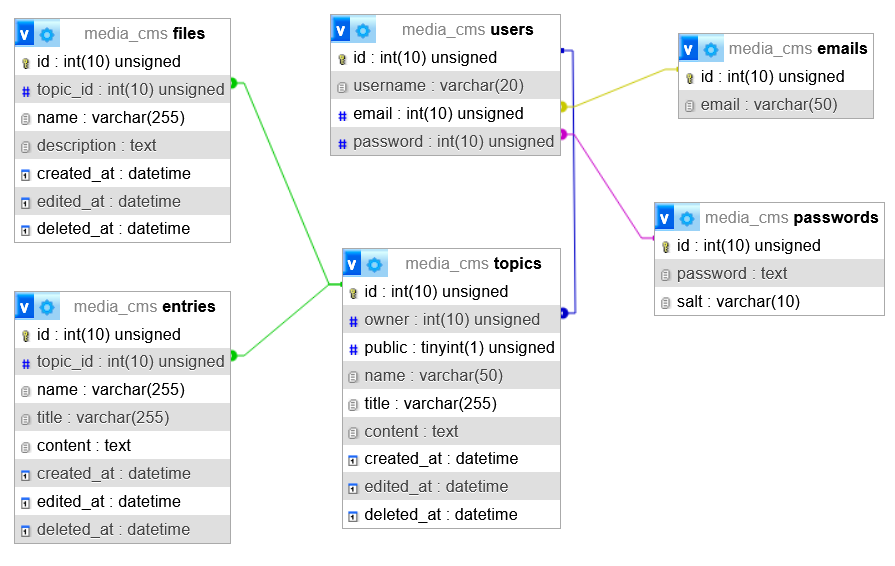 v media_cms files
id : int(10) unsigned
# topic_id : int(10) unsigned
name : varchar(255)
description : text
created_at : datetime
edited_at : datetime
deleted_at : datetime
v media_cms entries
id : int(10) unsigned
# topic_id : int(10) unsigned
name : varchar(255)
title : varchar(255)
content : text
created_at : datetime
edited_at : datetime
deleted_at : datetime
v media_cms users
id : int(10) unsigned
username : varchar(20)
# email : int(10) unsigned
# password : int(10) unsigned
v media_cms topics
id : int(10) unsigned
# owner : int(10) unsigned
# public : tinyint(1) unsigned
name : varchar(50)
title : varchar(255)
content : text
created_at : datetime
edited_at : datetime
deleted_at : datetime
v media_cms emails
id : int(10) unsigned
email : varchar(50)
v media_cms passwords
id : int(10) unsigned
password : text
salt : varchar(10)